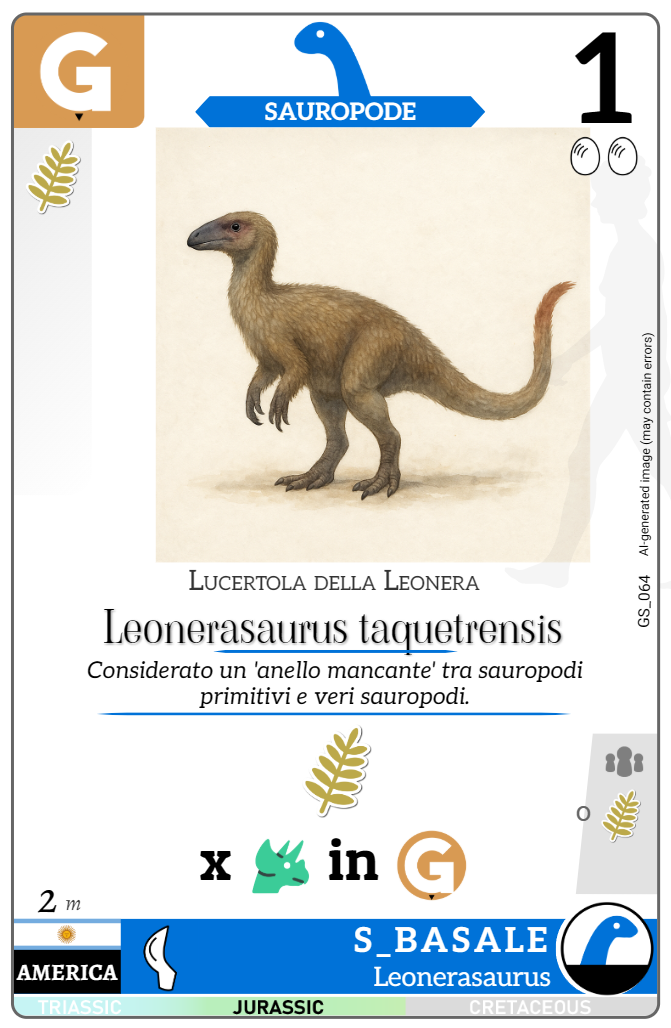 G
SAUROPODE
1
AI-generated image (may contain errors)
GS_064
Lucertola della Leonera
Leonerasaurus taquetrensis
Considerato un 'anello mancante' tra sauropodi
primitivi e veri sauropodi.
o
x in G
2 m
AMERICA
S_BASALE
Leonerasaurus
TRIASSIC JURASSIC CRETACEOUS